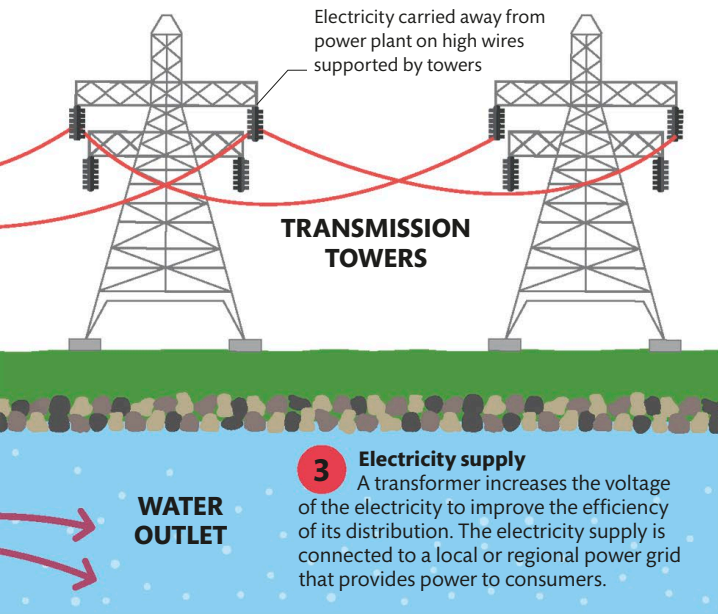 Electricity carried away from
power plant on high wires
supported by towers
TRANSMISSION
TOWERS
WATER
OUTLET
3
Electricity supply
A transformer increases the voltage
of the electricity to improve the efficiency
of its distribution. The electricity supply is
connected to a local or regional power grid
that provides power to consumers.